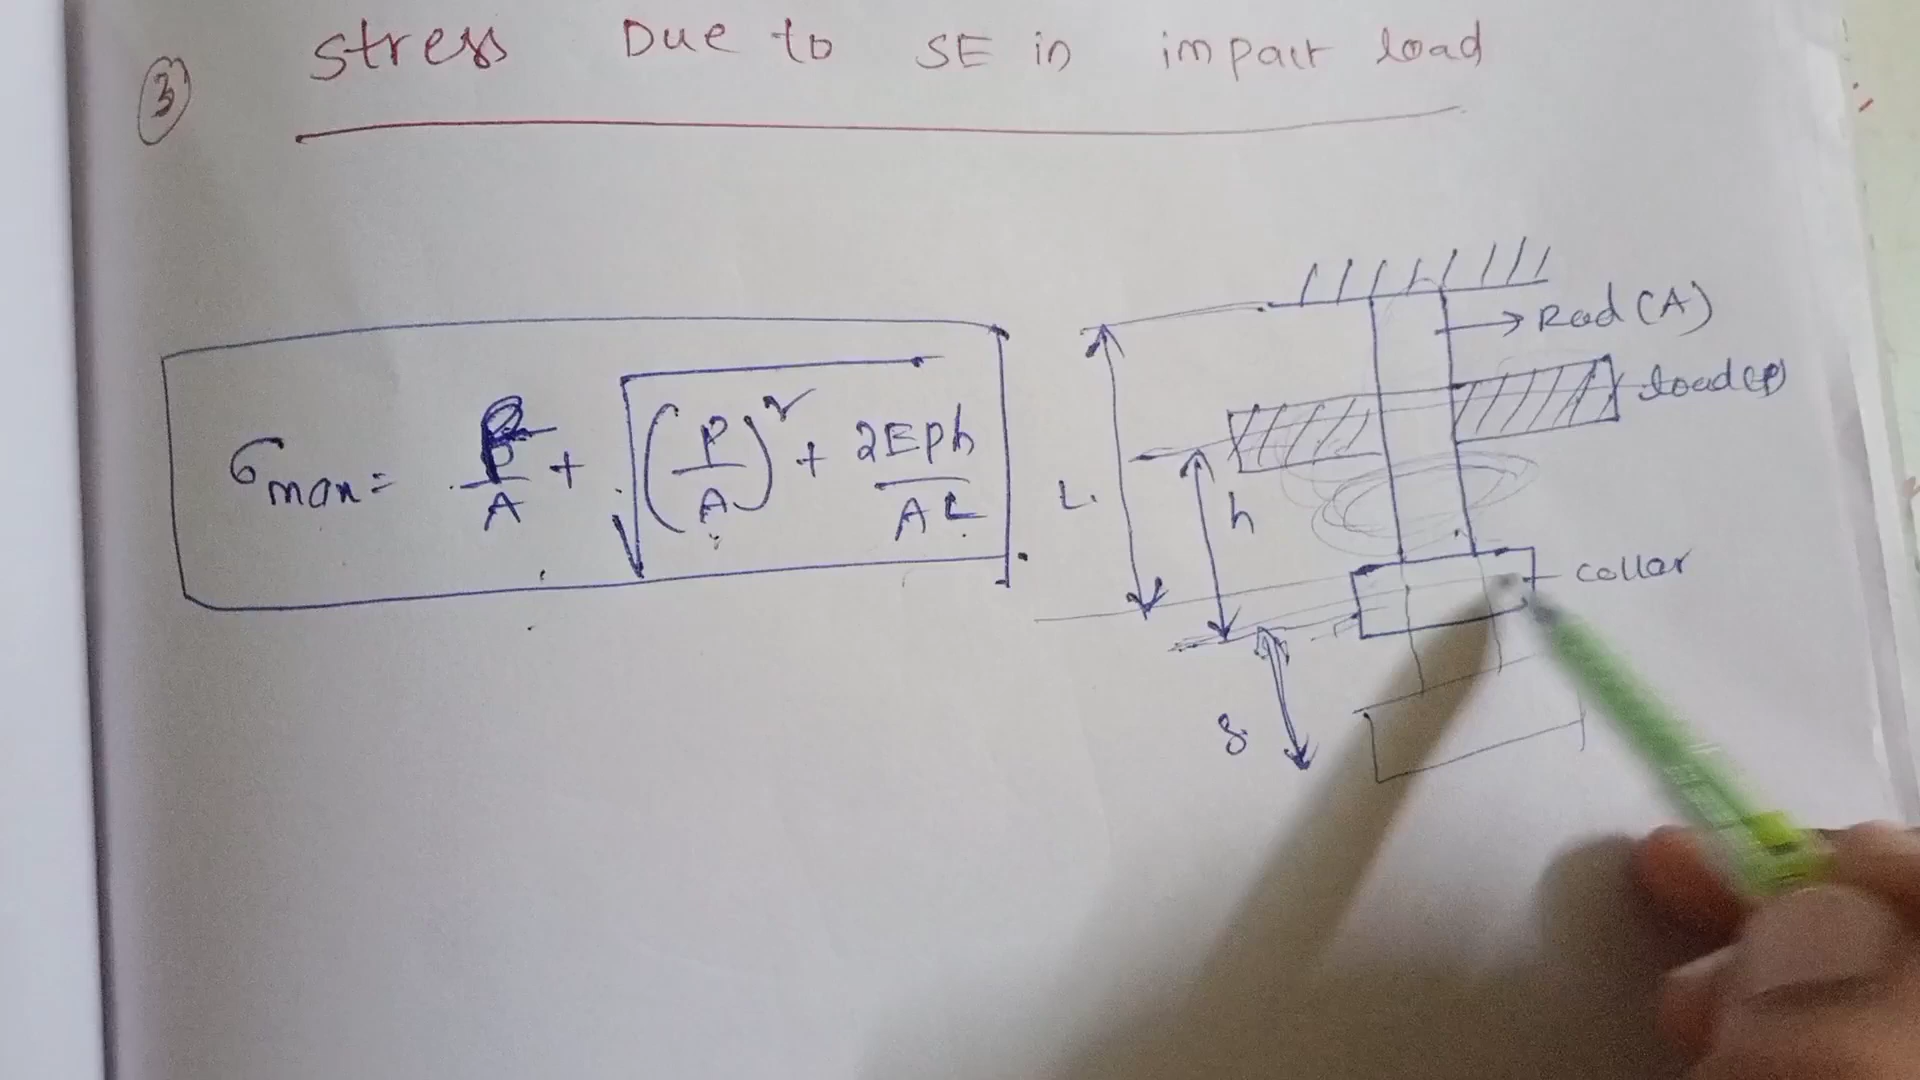 3 stress Due to SE in impact load
σmax = P/A + √((P/A)² + 2EPh/AL)
Rod (A)
load(P)
L
h
collar
δ